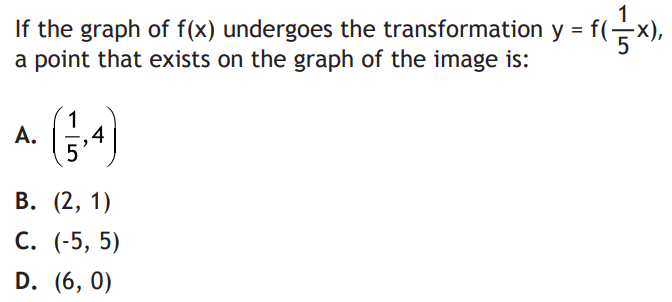 If the graph of f(x) undergoes the transformation y = f(1/5 x),
a point that exists on the graph of the image is:
A. (1/5, 4)
B. (2, 1)
C. (-5, 5)
D. (6, 0)